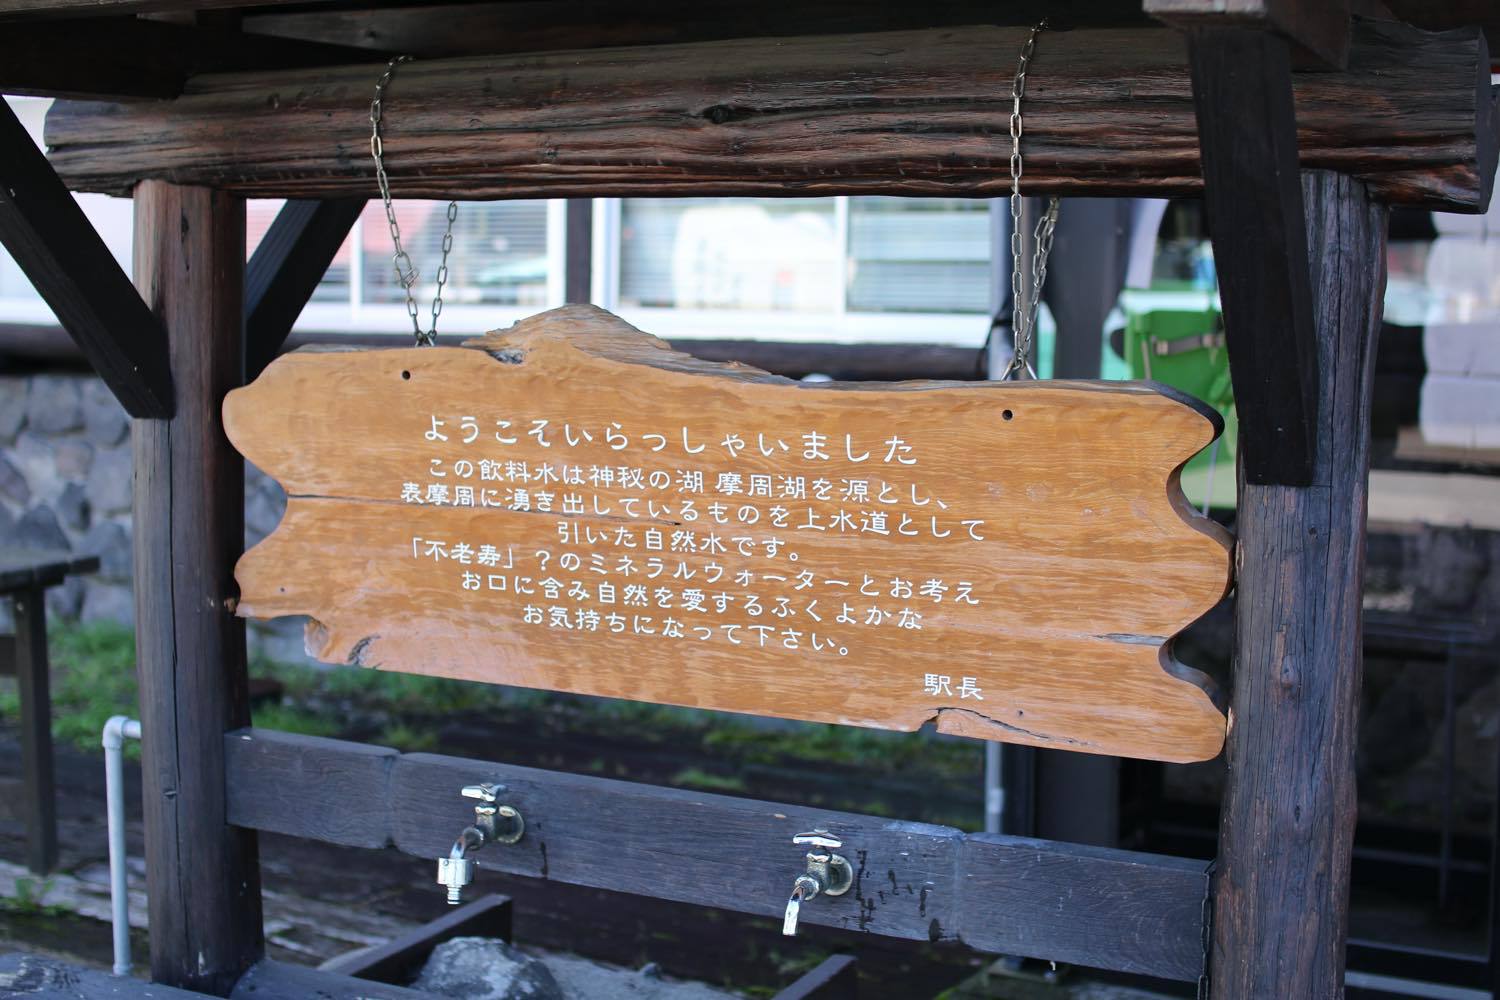 ようこそいらっしゃいました
この飲料水は神秘の湖 摩周湖を源とし、
表摩周に湧き出しているものを上水道として
引いた自然水です。
「不老寿」?のミネラルウォーターとお考え
お口に含み自然を愛するふくよかな
お気持ちになって下さい。
駅長